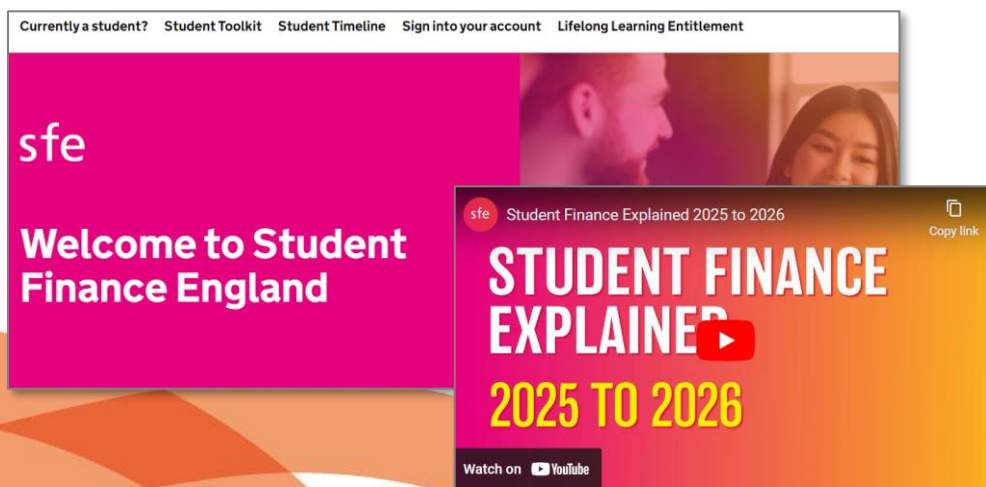 Currently a student? Student Toolkit Student Timeline Sign into your account Lifelong Learning Entitlement
sfe
Welcome to Student
Finance England
sfe Student Finance Explained 2025 to 2026
Copy link
STUDENT FINANCE
EXPLAINED
2025 TO 2026
Watch on YouTube